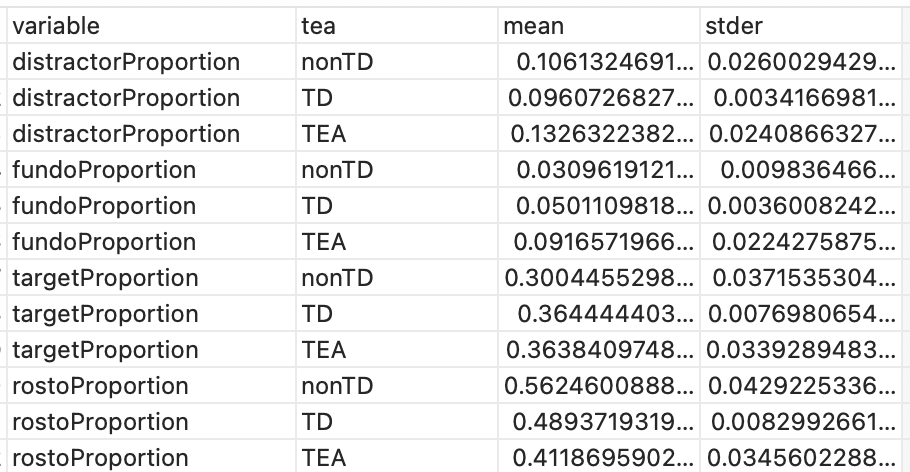 variable tea mean stder
distractorProportion nonTD 0.1061324691... 0.0260029429...
distractorProportion TD 0.0960726827... 0.0034166981...
distractorProportion TEA 0.1326322382... 0.0240866327...
fundoProportion nonTD 0.0309619121... 0.009836466...
fundoProportion TD 0.0501109818... 0.0036008242...
fundoProportion TEA 0.0916571966... 0.0224275875...
targetProportion nonTD 0.3004455298... 0.0371535304...
targetProportion TD 0.364444403... 0.0076980654...
targetProportion TEA 0.3638409748... 0.0339289483...
rostoProportion nonTD 0.5624600888... 0.0429225336...
rostoProportion TD 0.4893719319... 0.0082992661...
rostoProportion TEA 0.4118695902... 0.0345602288...